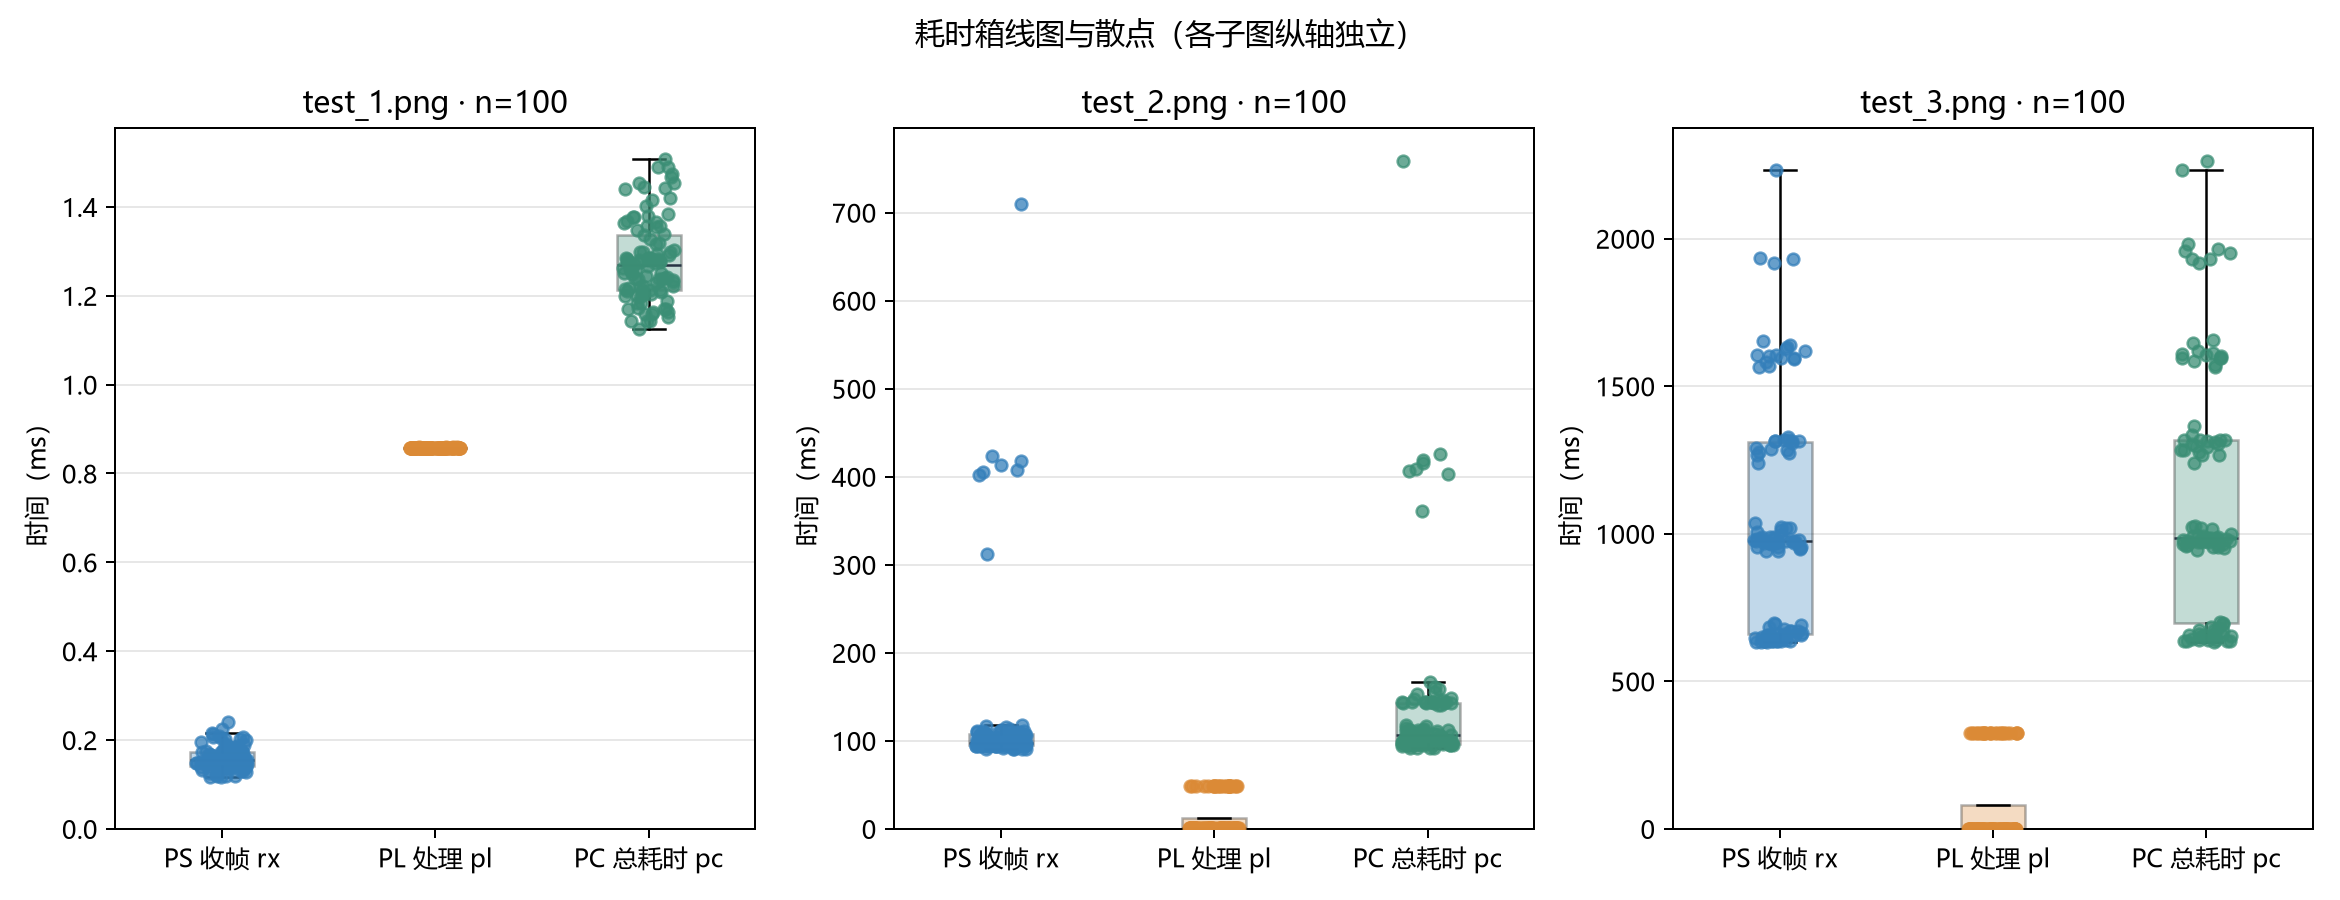 耗时箱线图与散点（各子图纵轴独立）
test_1.png · n=100
时间（ms）
1.4
1.2
1.0
0.8
0.6
0.4
0.2
0.0
PS 收帧 rx
PL 处理 pl
PC 总耗时 pc
test_2.png · n=100
时间（ms）
700
600
500
400
300
200
100
0
PS 收帧 rx
PL 处理 pl
PC 总耗时 pc
test_3.png · n=100
时间（ms）
2000
1500
1000
500
0
PS 收帧 rx
PL 处理 pl
PC 总耗时 pc